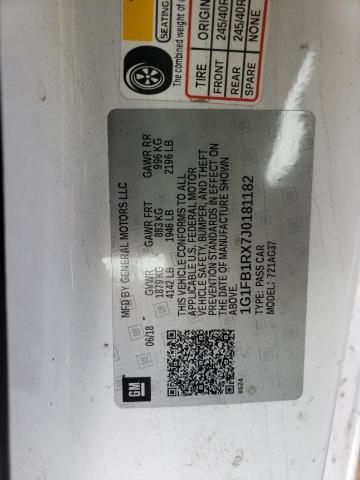 SEATING
The combined weight of
TIRE ORIGIN
FRONT 245/40R
REAR 245/40R
SPARE NONE
MFD BY GENERAL MOTORS LLC
06/18
GVWR GAWR FRT GAWR RR
1879 KG 883 KG 996 KG
4142 LB 1946 LB 2196 LB
THIS VEHICLE CONFORMS TO ALL
APPLICABLE U.S. FEDERAL MOTOR
VEHICLE SAFETY, BUMPER, AND THEFT
PREVENTION STANDARDS IN EFFECT ON
THE DATE OF MANUFACTURE SHOWN
ABOVE.
1G1FB1RX7J0181182
TYPE: PASS CAR
MODEL: 721AG37
GM
8624